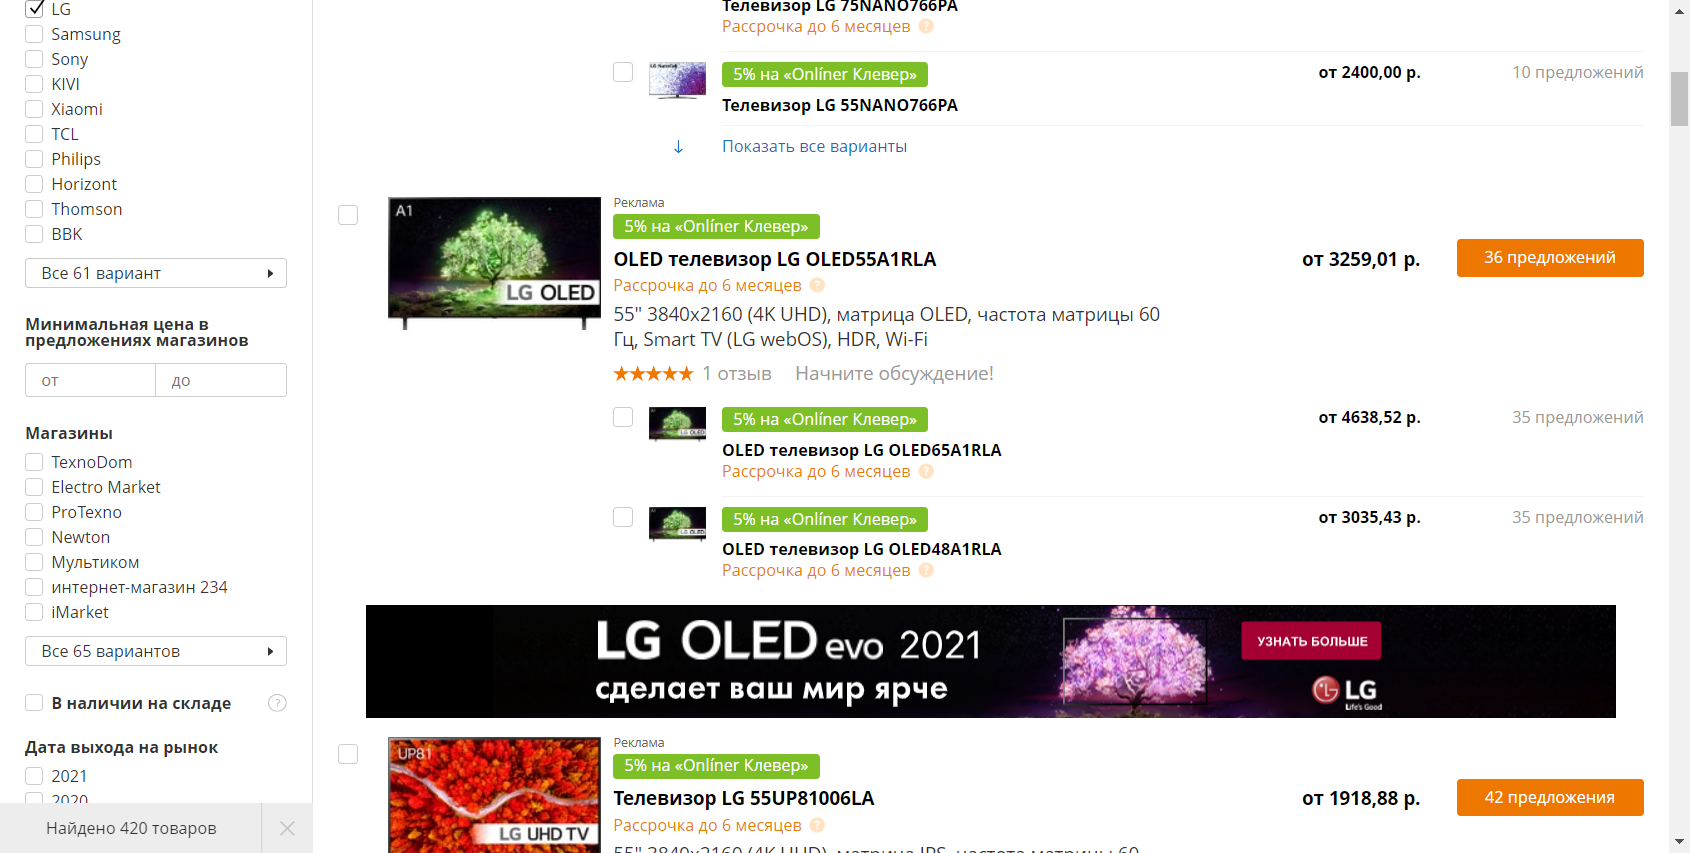 LG
Samsung
Sony
KIVI
Xiaomi
TCL
Philips
Horizont
Thomson
BBK
Все 61 вариант
Минимальная цена в
предложениях магазинов
от
до
Магазины
TexnoDom
Electro Market
ProTexno
Newton
Мультиком
интернет-магазин 234
iMarket
Все 65 вариантов
В наличии на складе
?
Дата выхода на рынок
2021
2020
Найдено 420 товаров
Телевизор LG 75NANO766PA
Рассрочка до 6 месяцев ?
5% на «Onlíner Клевер»
Телевизор LG 55NANO766PA
от 2400,00 р.
10 предложений
↓ Показать все варианты
A1
LG OLED
Реклама
5% на «Onlíner Клевер»
OLED телевизор LG OLED55A1RLA
Рассрочка до 6 месяцев ?
55" 3840x2160 (4K UHD), матрица OLED, частота матрицы 60
Гц, Smart TV (LG webOS), HDR, Wi-Fi
1 отзыв Начните обсуждение!
от 3259,01 р.
36 предложений
5% на «Onlíner Клевер»
OLED телевизор LG OLED65A1RLA
Рассрочка до 6 месяцев ?
от 4638,52 р.
35 предложений
5% на «Onlíner Клевер»
OLED телевизор LG OLED48A1RLA
Рассрочка до 6 месяцев ?
от 3035,43 р.
35 предложений
LG OLED evo 2021
сделает ваш мир ярче
УЗНАТЬ БОЛЬШЕ
LG
Life's Good
UP81
LG UHD TV
Реклама
5% на «Onlíner Клевер»
Телевизор LG 55UP81006LA
Рассрочка до 6 месяцев ?
55" 3840x2160 (4K UHD), матрица IPS, частота матрицы 60
от 1918,88 р.
42 предложения